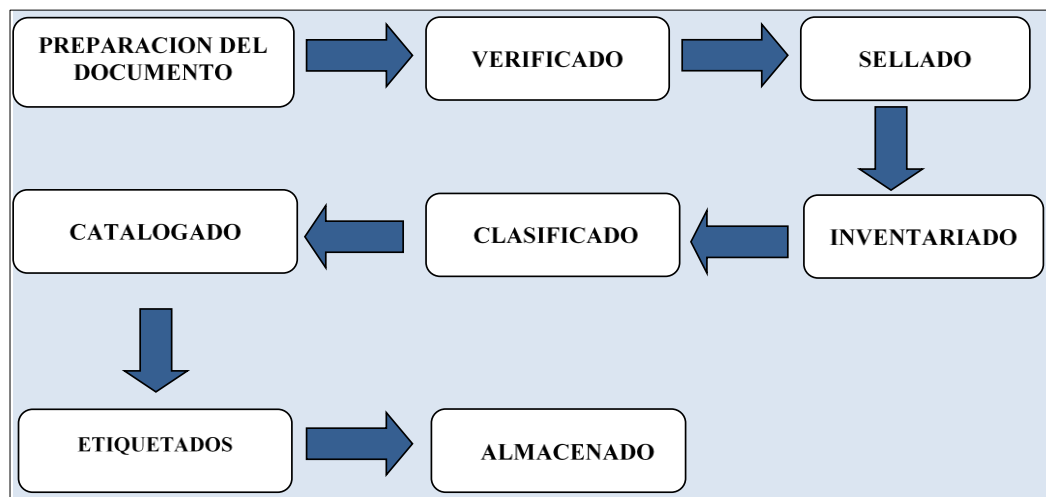 PREPARACION DEL
DOCUMENTO
VERIFICADO
SELLADO
INVENTARIADO
CLASIFICADO
CATALOGADO
ETIQUETADOS
ALMACENADO